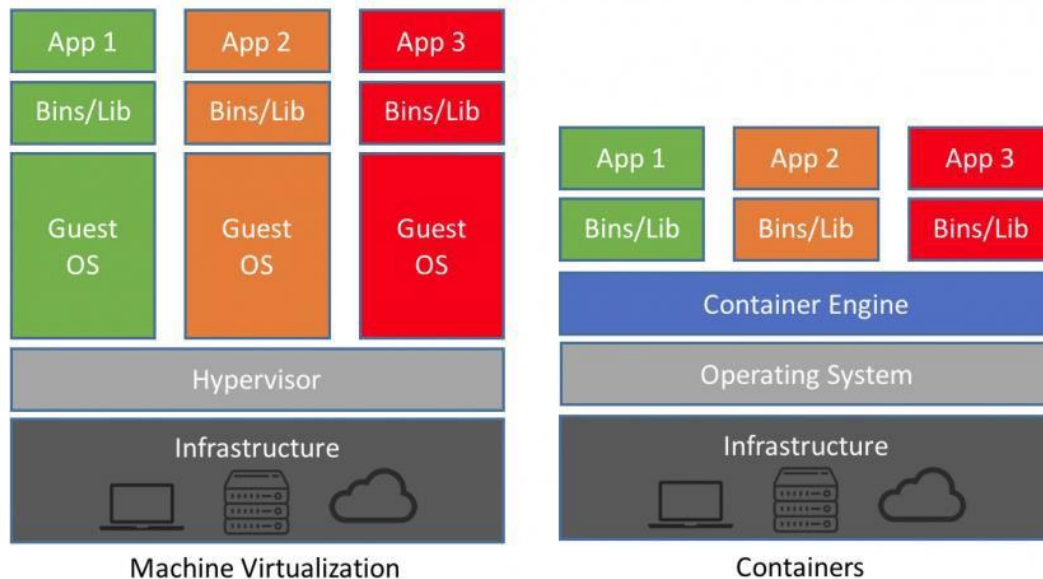 App 1
App 2
App 3
Bins/Lib
Bins/Lib
Bins/Lib
Guest
OS
Guest
OS
Guest
OS
Hypervisor
Infrastructure
Machine Virtualization
App 1
App 2
App 3
Bins/Lib
Bins/Lib
Bins/Lib
Container Engine
Operating System
Infrastructure
Containers